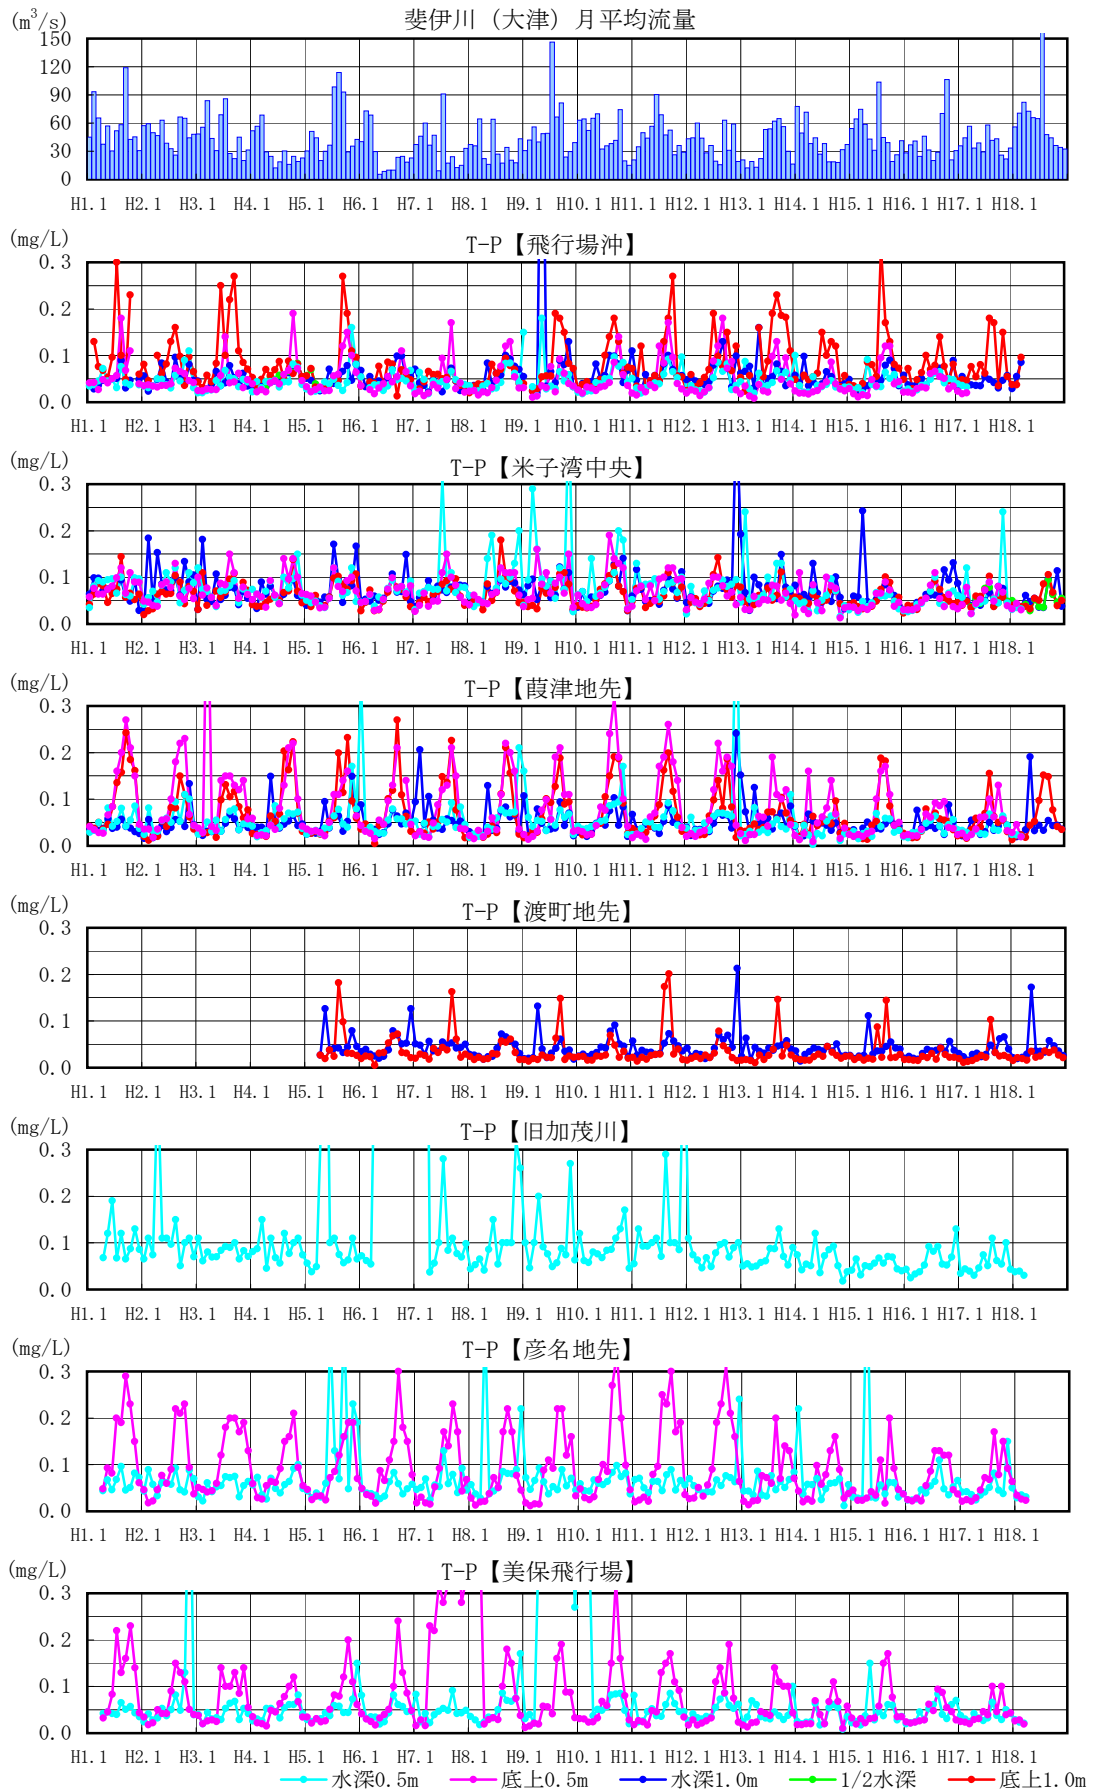 (m³/s) 斐伊川（大津）月平均流量
150
120
90
60
30
0
H1.1 H2.1 H3.1 H4.1 H5.1 H6.1 H7.1 H8.1 H9.1 H10.1 H11.1 H12.1 H13.1 H14.1 H15.1 H16.1 H17.1 H18.1
(mg/L) T-P【飛行場沖】
0.3
0.2
0.1
0.0
H1.1 H2.1 H3.1 H4.1 H5.1 H6.1 H7.1 H8.1 H9.1 H10.1 H11.1 H12.1 H13.1 H14.1 H15.1 H16.1 H17.1 H18.1
(mg/L) T-P【米子湾中央】
0.3
0.2
0.1
0.0
H1.1 H2.1 H3.1 H4.1 H5.1 H6.1 H7.1 H8.1 H9.1 H10.1 H11.1 H12.1 H13.1 H14.1 H15.1 H16.1 H17.1 H18.1
(mg/L) T-P【葭津地先】
0.3
0.2
0.1
0.0
H1.1 H2.1 H3.1 H4.1 H5.1 H6.1 H7.1 H8.1 H9.1 H10.1 H11.1 H12.1 H13.1 H14.1 H15.1 H16.1 H17.1 H18.1
(mg/L) T-P【渡町地先】
0.3
0.2
0.1
0.0
H1.1 H2.1 H3.1 H4.1 H5.1 H6.1 H7.1 H8.1 H9.1 H10.1 H11.1 H12.1 H13.1 H14.1 H15.1 H16.1 H17.1 H18.1
(mg/L) T-P【旧加茂川】
0.3
0.2
0.1
0.0
H1.1 H2.1 H3.1 H4.1 H5.1 H6.1 H7.1 H8.1 H9.1 H10.1 H11.1 H12.1 H13.1 H14.1 H15.1 H16.1 H17.1 H18.1
(mg/L) T-P【彦名地先】
0.3
0.2
0.1
0.0
H1.1 H2.1 H3.1 H4.1 H5.1 H6.1 H7.1 H8.1 H9.1 H10.1 H11.1 H12.1 H13.1 H14.1 H15.1 H16.1 H17.1 H18.1
(mg/L) T-P【美保飛行場】
0.3
0.2
0.1
0.0
H1.1 H2.1 H3.1 H4.1 H5.1 H6.1 H7.1 H8.1 H9.1 H10.1 H11.1 H12.1 H13.1 H14.1 H15.1 H16.1 H17.1 H18.1
水深0.5m 底上0.5m 水深1.0m 1/2水深 底上1.0m